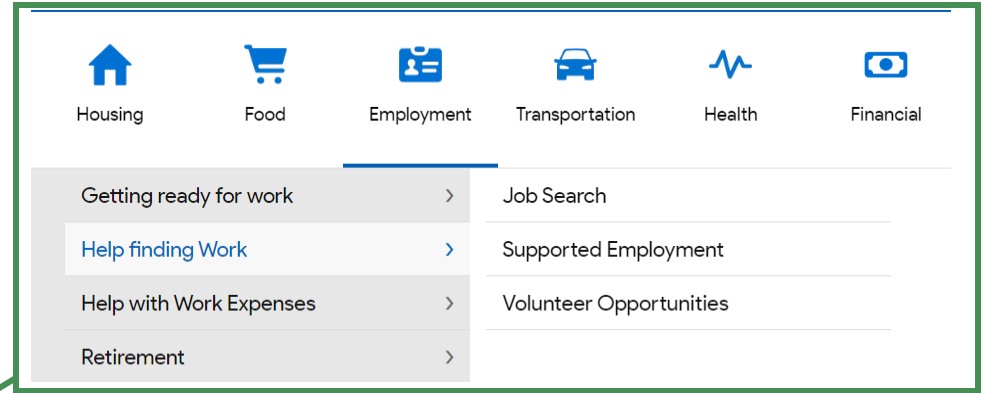 Housing
Food
Employment
Transportation
Health
Financial
Getting ready for work
Help finding Work
Help with Work Expenses
Retirement
Job Search
Supported Employment
Volunteer Opportunities